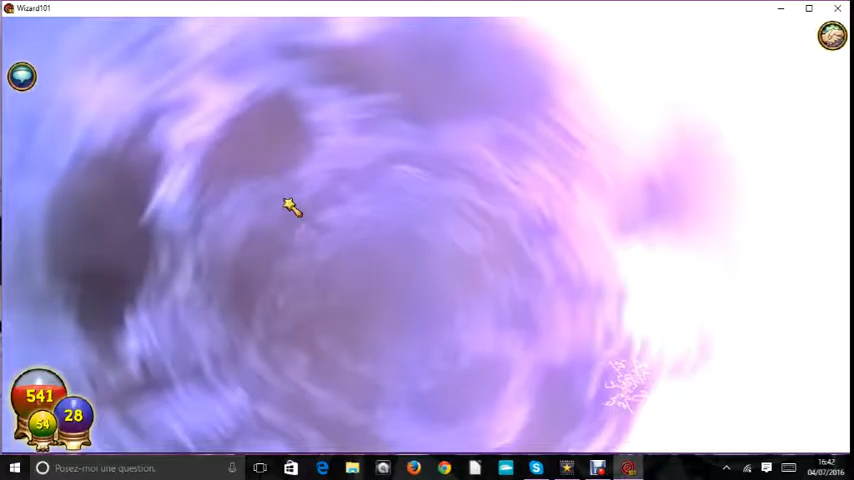 Wizard101
541
28
54
Posez-moi une question.
16:42
04/07/2016